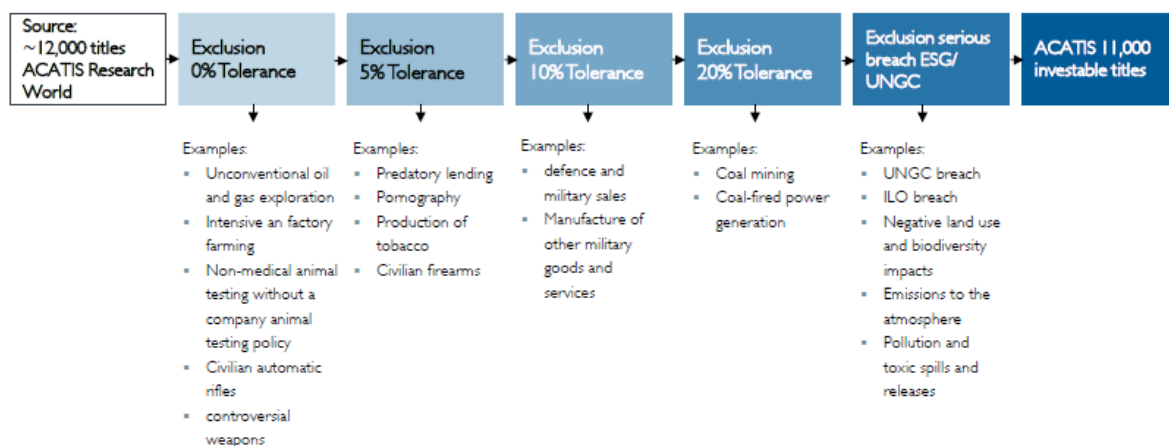 Source:
~12,000 titles
ACATIS Research
World
Exclusion
0% Tolerance
Exclusion
5% Tolerance
Exclusion
10% Tolerance
Exclusion
20% Tolerance
Exclusion serious
breach ESG/
UNGC
ACATIS 11,000
investable titles
Examples:
▪ Unconventional oil
and gas exploration
▪ Intensive an factory
farming
▪ Non-medical animal
testing without a
company animal
testing policy
▪ Civilian automatic
rifles
▪ controversial
weapons
Examples:
▪ Predatory lending
▪ Pornography
▪ Production of
tobacco
▪ Civilian firearms
Examples:
▪ defence and
military sales
▪ Manufacture of
other military
goods and
services
Examples:
▪ Coal mining
▪ Coal-fired power
generation
Examples:
▪ UNGC breach
▪ ILO breach
▪ Negative land use
and biodiversity
impacts
▪ Emissions to the
atmosphere
▪ Pollution and
toxic spills and
releases